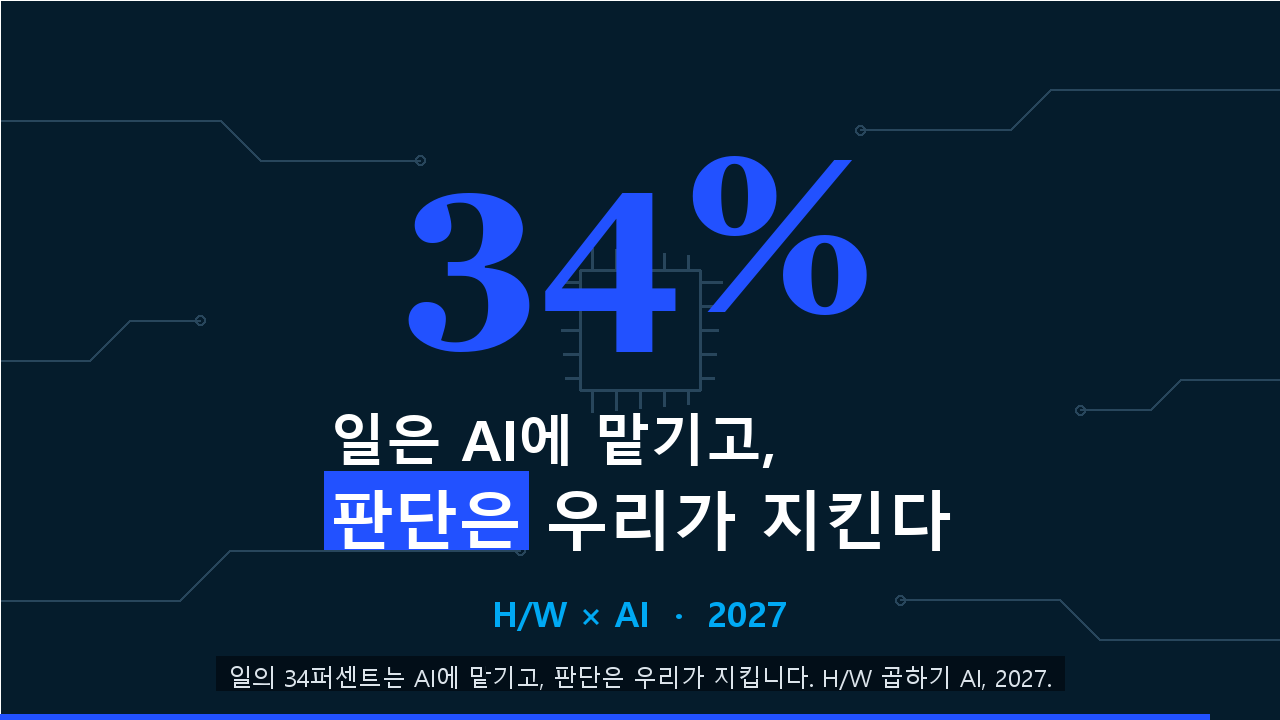 34%
일은 AI에 맡기고,
판단은 우리가 지킨다
H/W × AI · 2027
일의 34퍼센트는 AI에 맡기고, 판단은 우리가 지킵니다. H/W 곱하기 AI, 2027.